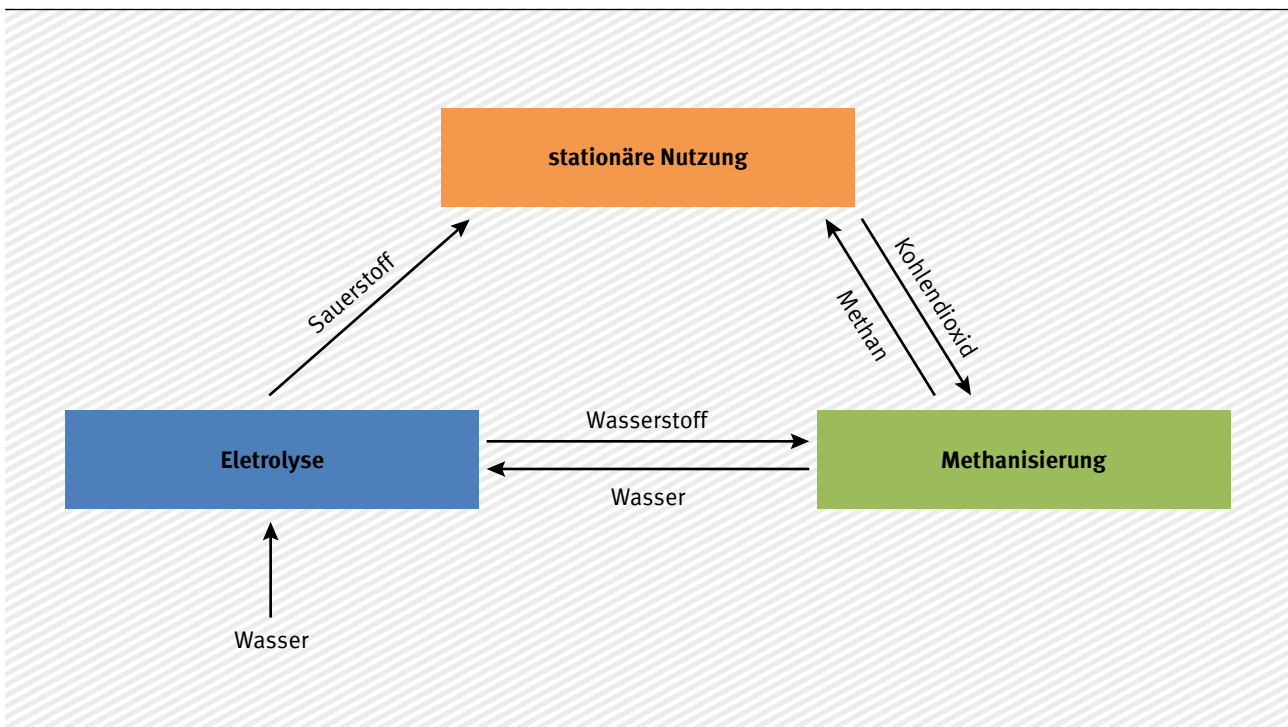 stationäre Nutzung
Sauerstoff
Kohlendioxid
Methan
Wasserstoff
Eletrolyse
Methanisierung
Wasser
Wasser